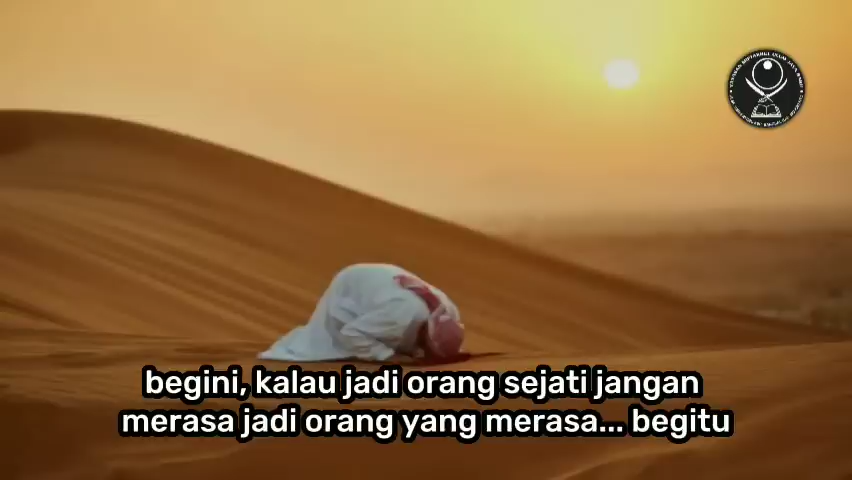 begini, kalau jadi orang sejati jangan
merasa jadi orang yang merasa... begitu